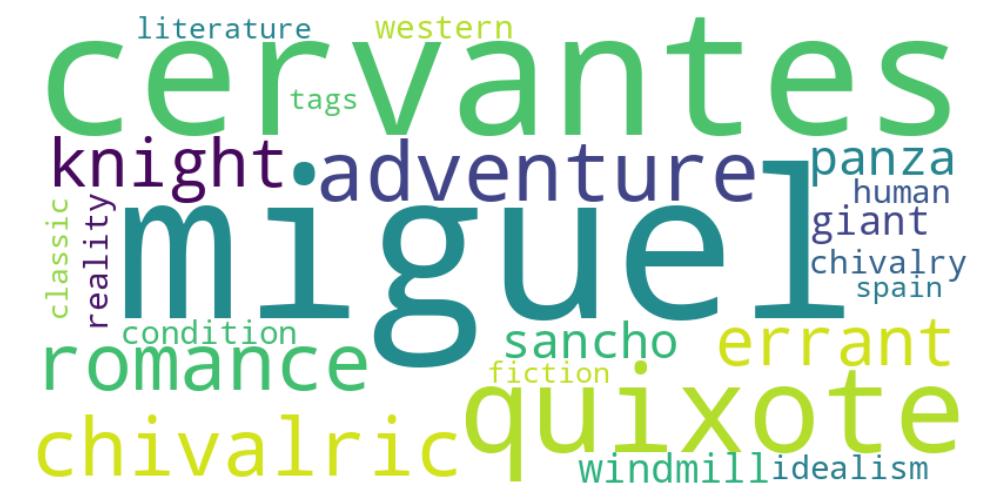 literature
western
cervantes
tags
knight
adventure
panza
human
miguel
giant
classic
reality
chivalry
spain
condition
sancho
errant
romance
fiction
quixote
chivalric
windmill
idealism